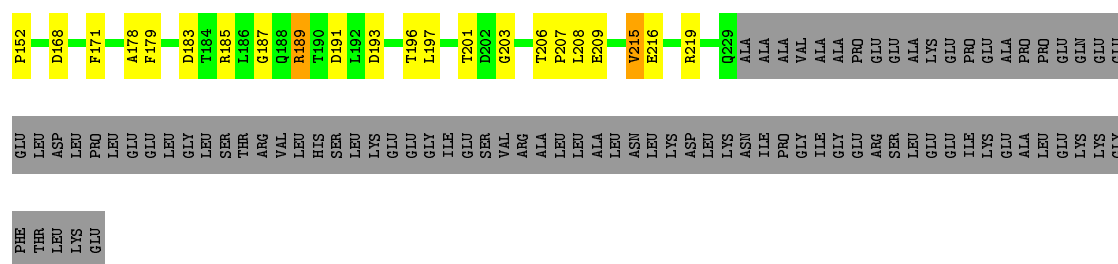 P152 D168 F171 A178 F179 D183 T184 R185 L186 G187 Q188 R189 T190 D191 L192 D193 T196 L197 T201 D202 G203 T206 P207 L208 E209 V215 E216 R219 Q229 ALA ALA ALA VAL ALA ALA PRO GLU GLU ALA LYS GLU PRO GLU ALA PRO PRO GLU GLN GLU GLU
GLU LEU ASP LEU PRO LEU GLU GLU LEU GLY LEU SER THR ARG VAL LEU HIS SER LEU LYS GLU GLU GLY ILE GLU SER VAL ARG ALA LEU LEU ALA LEU ASN LEU LYS ASP LEU LYS ASN ILE PRO GLY ILE GLY GLU ARG SER LEU GLU GLU ILE LYS GLU ALA LEU GLU LYS LYS GLY
PHE THR LEU LYS GLU